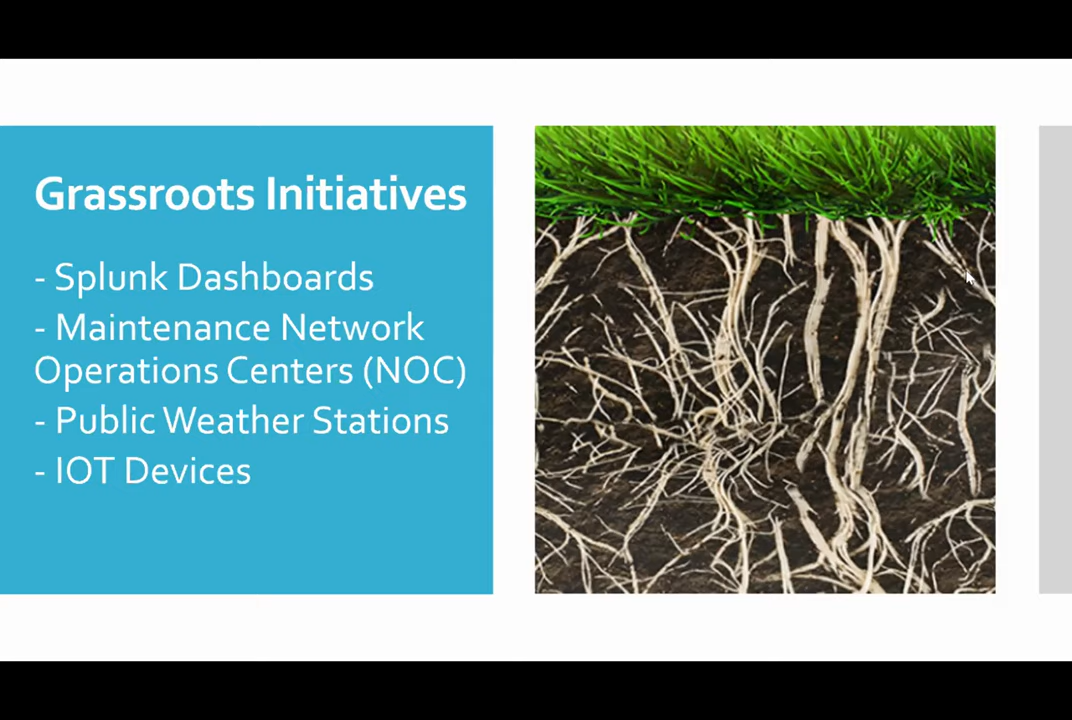 Grassroots Initiatives
- Splunk Dashboards
- Maintenance Network
Operations Centers (NOC)
- Public Weather Stations
- IOT Devices